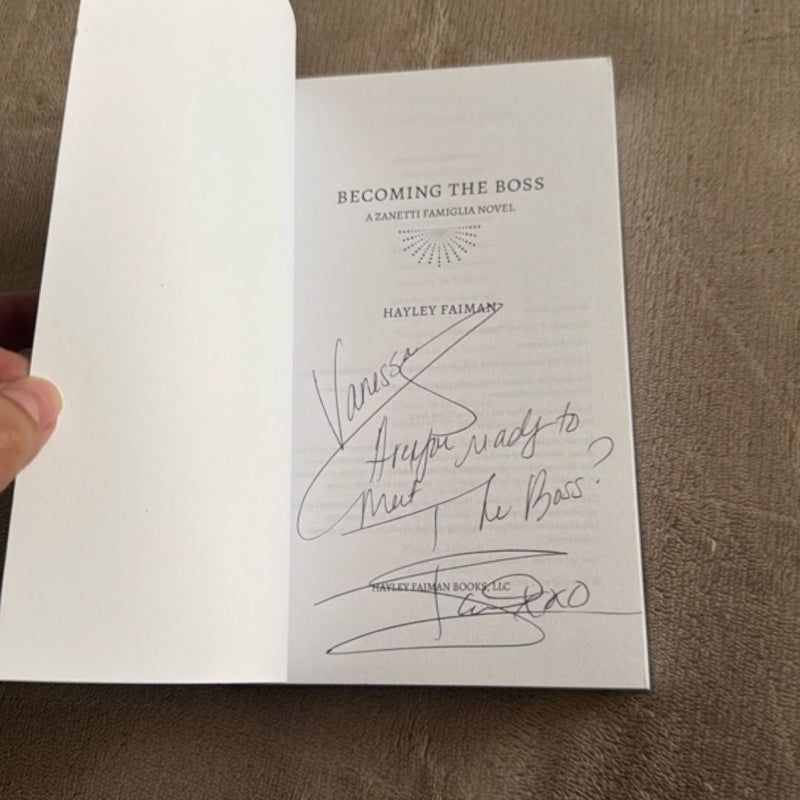 BECOMING THE BOSS
A ZANETTI FAMIGLIA NOVEL
HAYLEY FAIMAN
Vanessa
Are you ready to
Meet The Boss?
HAYLEY FAIMAN BOOKS, LLC
xxo